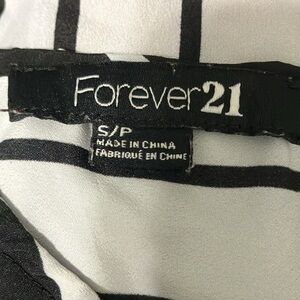 Forever21
S/P
MADE IN CHINA
FABRIQUÉ EN CHINE